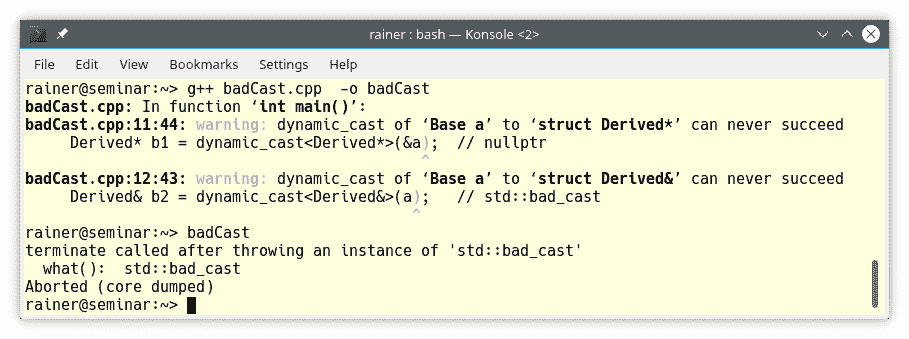 rainer : bash — Konsole <2>
File Edit View Bookmarks Settings Help
rainer@seminar:~> g++ badCast.cpp  -o badCast
badCast.cpp: In function ‘int main()’:
badCast.cpp:11:44: warning: dynamic_cast of ‘Base a’ to ‘struct Derived*’ can never succeed
     Derived* b1 = dynamic_cast<Derived*>(&a);  // nullptr
                                            ^
badCast.cpp:12:43: warning: dynamic_cast of ‘Base a’ to ‘struct Derived&’ can never succeed
     Derived& b2 = dynamic_cast<Derived&>(a);   // std::bad_cast
                                           ^
rainer@seminar:~> badCast
terminate called after throwing an instance of 'std::bad_cast'
  what():  std::bad_cast
Aborted (core dumped)
rainer@seminar:~>